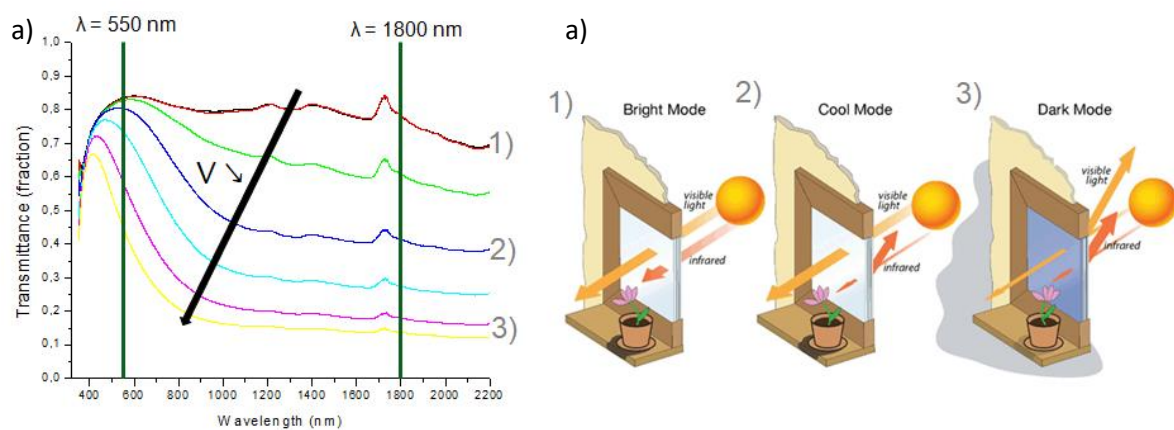 a)
λ = 550 nm
λ = 1800 nm
Transmittance (fraction)
1,0
0,9
0,8
0,7
0,6
0,5
0,4
0,3
0,2
0,1
0,0
V ↘
1)
2)
3)
400 600 800 1000 1200 1400 1600 1800 2000 2200
Wavelength (nm)
a)
1)
Bright Mode
visible
light
infrared
2)
Cool Mode
visible
light
infrared
3)
Dark Mode
visible
light
infrared